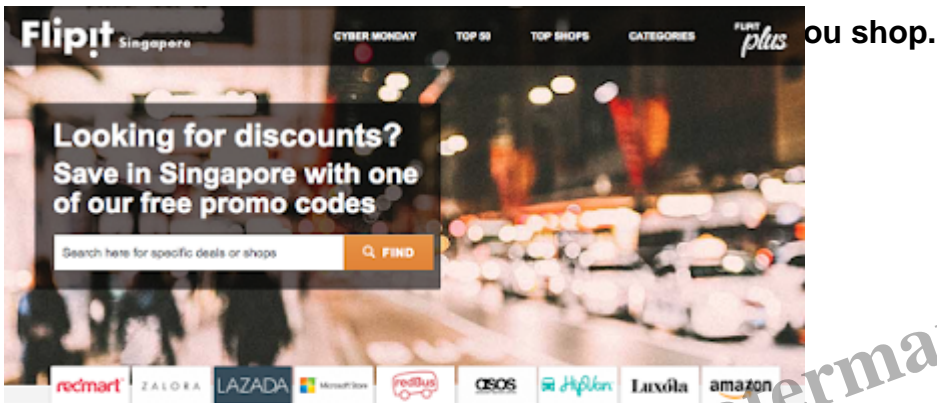 Flipit Singapore
CYBER MONDAY TOP 50 TOP SHOPS CATEGORIES FLIPIT plus
ou shop.
Looking for discounts?
Save in Singapore with one
of our free promo codes
Search here for specific deals or shops FIND
redmart ZALORA LAZADA Microsoft Store redBus asos HipVan Luxola amazon